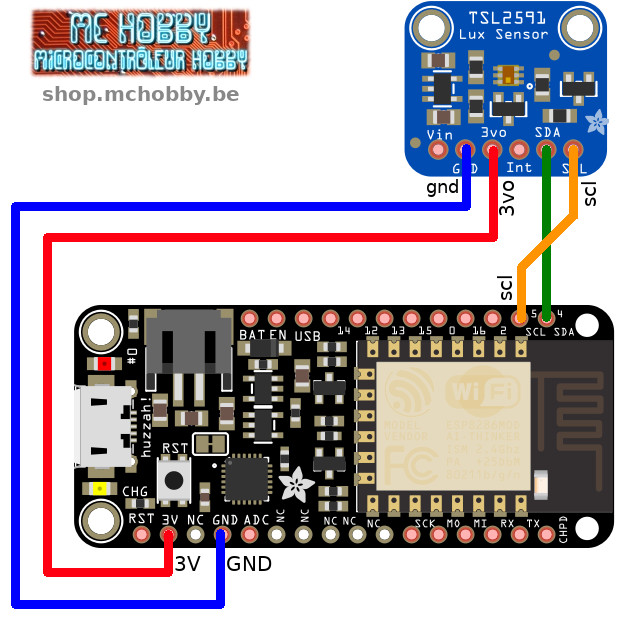 MC HOBBY
MiCROCONTRÔLEUR HOBBY
shop.mchobby.be
TSL2591
Lux Sensor
Vin
3vo
SDA
GND
Int
SCL
gnd
3vo
scl
scl
BAT EN USB 14 12 13 15 0 16 2 5 4
SCL SDA
#0
huzzah!
WiFi
RST
FC
CHG
RST 3V NC GND ADC NC NC NC NC NC SCK MO MI RX TX CHPD
3V
GND